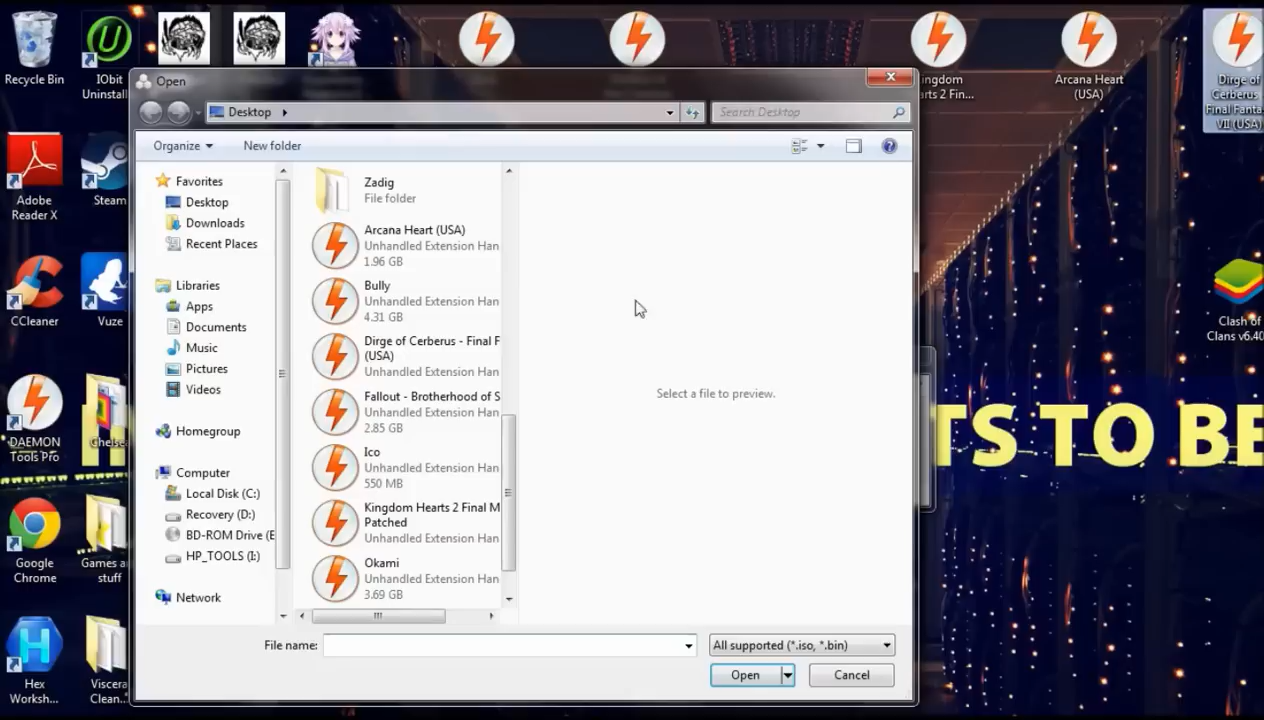 Recycle Bin
IObit
Uninstall
ingdom
rts 2 Fin...
Arcana Heart
(USA)
Dirge of
Cerberus -
Final Fantas
VII (USA)
Open
Desktop
Search Desktop
Organize
New folder
Adobe
Reader X
Steam
CCleaner
Vuze
DAEMON
Tools Pro
Chelse
Google
Chrome
Games a
stuff
Hex
Worksh...
Viscera
Clean...
Favorites
Desktop
Downloads
Recent Places
Libraries
Apps
Documents
Music
Pictures
Videos
Homegroup
Computer
Local Disk (C:)
Recovery (D:)
BD-ROM Drive (E
HP_TOOLS (I:)
Network
Zadig
File folder
Arcana Heart (USA)
Unhandled Extension Han
1.96 GB
Bully
Unhandled Extension Han
4.31 GB
Dirge of Cerberus - Final F
(USA)
Unhandled Extension Han
Fallout - Brotherhood of S
Unhandled Extension Han
2.85 GB
Ico
Unhandled Extension Han
550 MB
Kingdom Hearts 2 Final M
Patched
Unhandled Extension Han
Okami
Unhandled Extension Han
3.69 GB
Select a file to preview.
Clash of
Clans v6.40
TS TO BE
File name:
All supported (*.iso, *.bin)
Open
Cancel